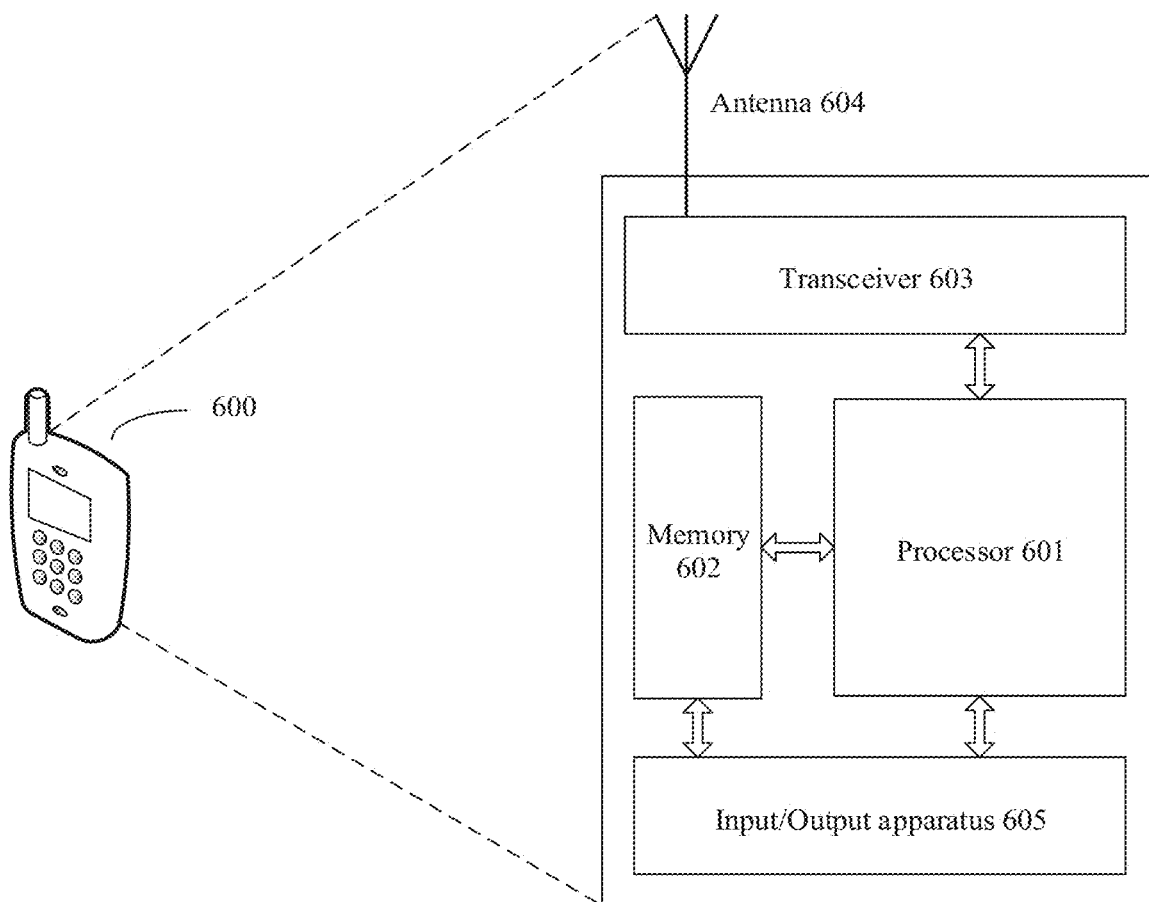 Antenna 604
Transceiver 603
600
Memory
602
Processor 601
Input/Output apparatus 605